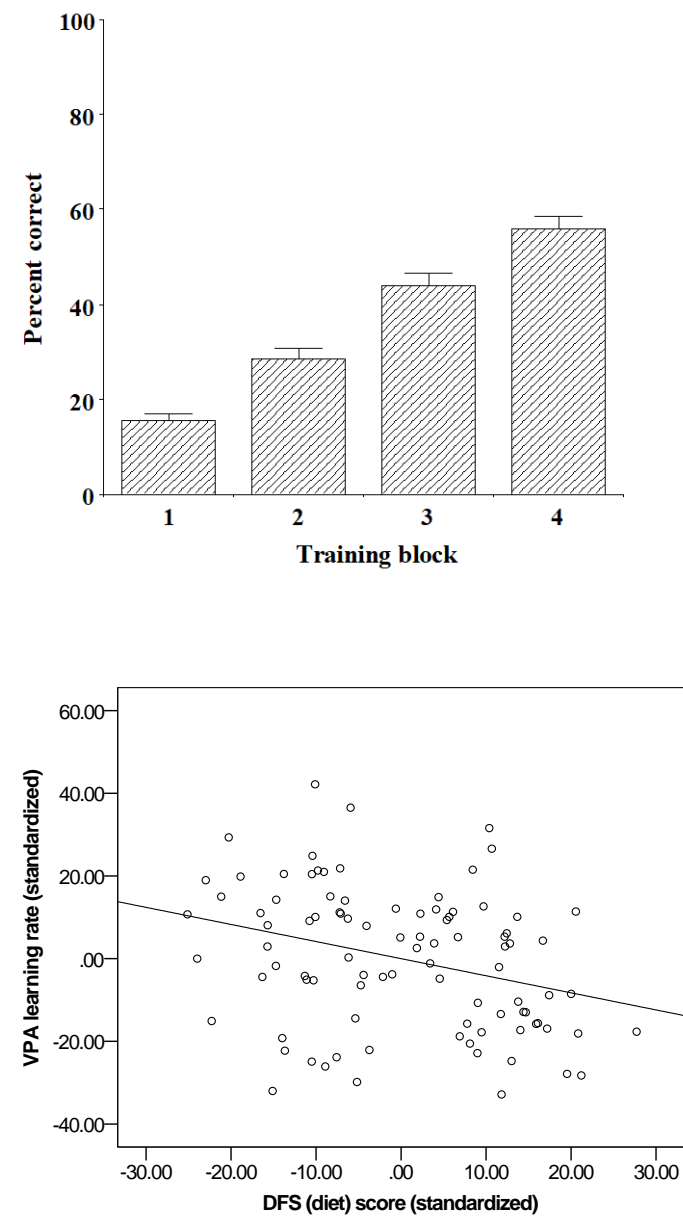 100
80
60
40
20
0
Percent correct
1 2 3 4
Training block
60.00
40.00
20.00
.00
-20.00
-40.00
VPA learning rate (standardized)
-30.00 -20.00 -10.00 .00 10.00 20.00 30.00
DFS (diet) score (standardized)